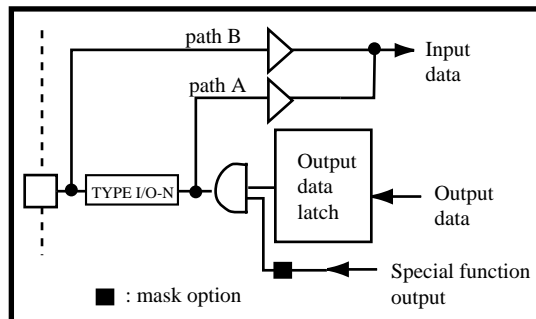 path B
Input
data
path A
Output
data
latch
TYPE I/O-N
Output
data
Special function
output
: mask option